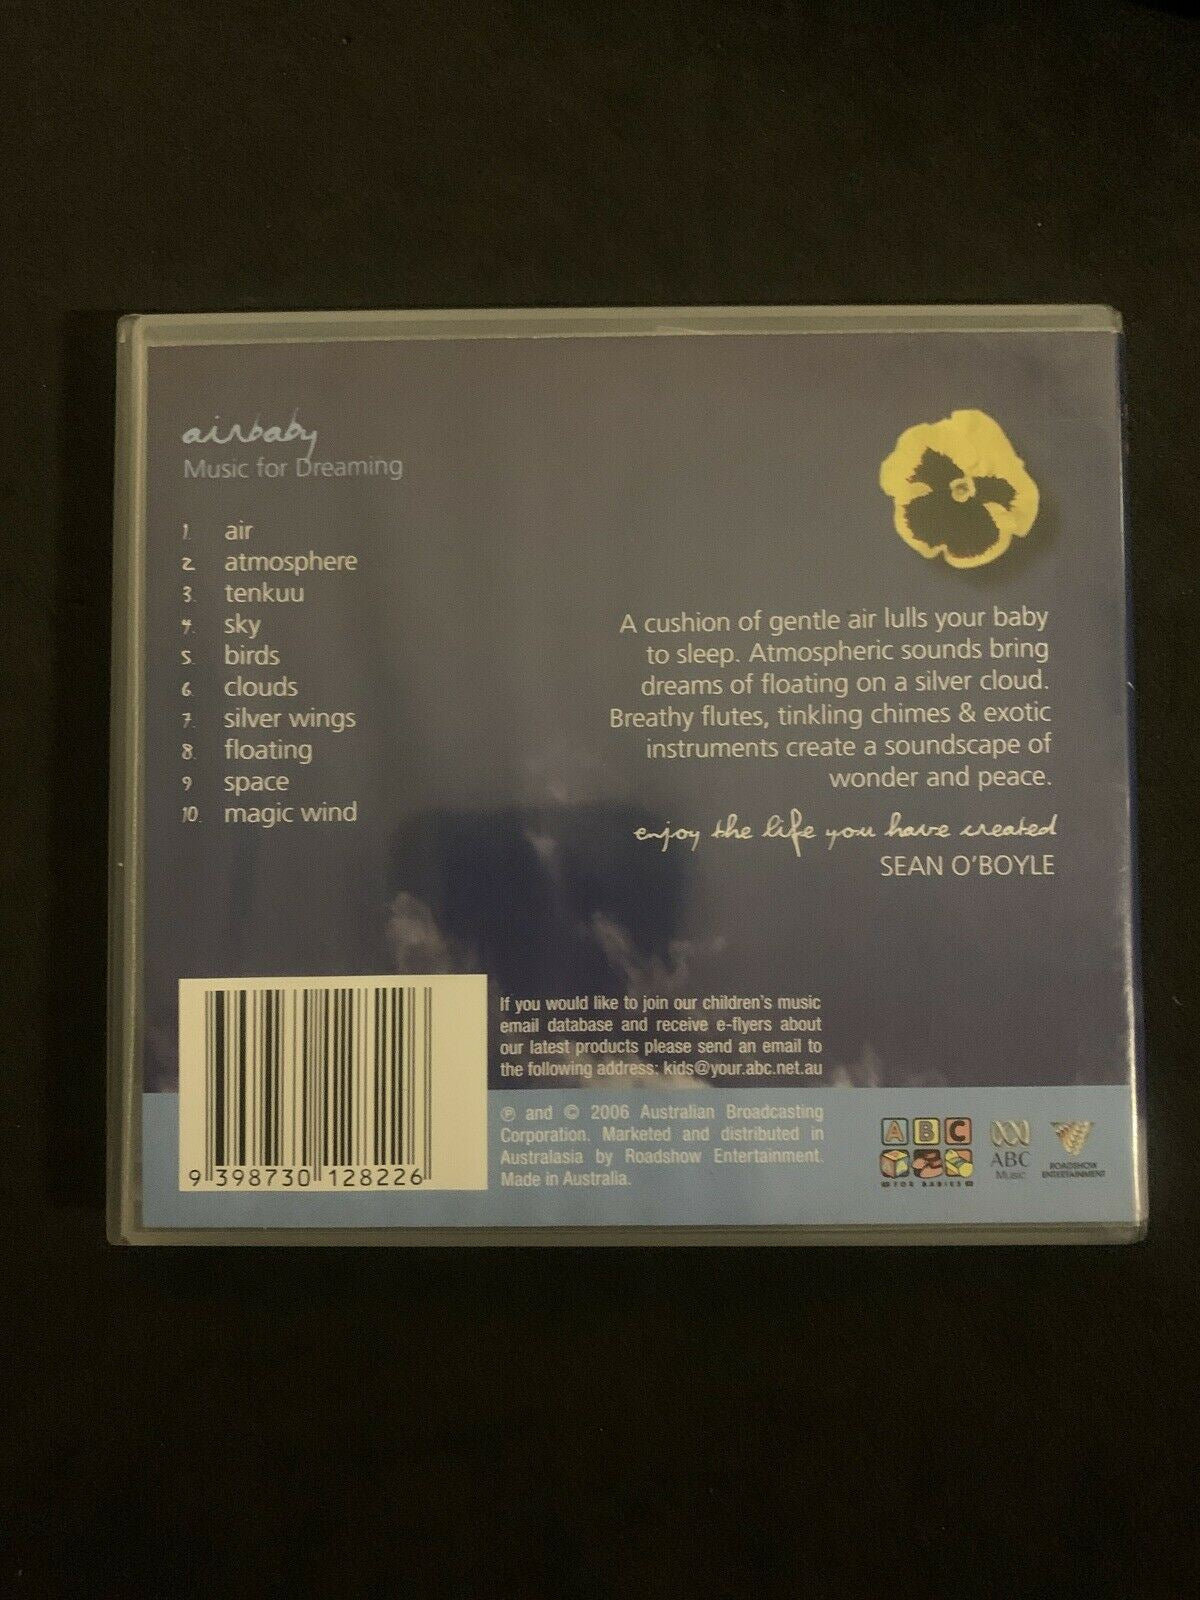 airbaby
Music for Dreaming
1. air
2. atmosphere
3. tenkuu
4. sky
5. birds
6. clouds
7. silver wings
8. floating
9 space
10. magic wind
A cushion of gentle air lulls your baby
to sleep. Atmospheric sounds bring
dreams of floating on a silver cloud.
Breathy flutes, tinkling chimes & exotic
instruments create a soundscape of
wonder and peace.
enjoy the life you have created
SEAN O'BOYLE
If you would like to join our children's music
email database and receive e-flyers about
our latest products please send an email to
the following address: kids@your.abc.net.au
℗ and © 2006 Australian Broadcasting
Corporation. Marketed and distributed in
Australasia by Roadshow Entertainment.
Made in Australia.
9 398730 128226
ABC
FOR BABIES
ABC
Music
ROADSHOW
ENTERTAINMENT